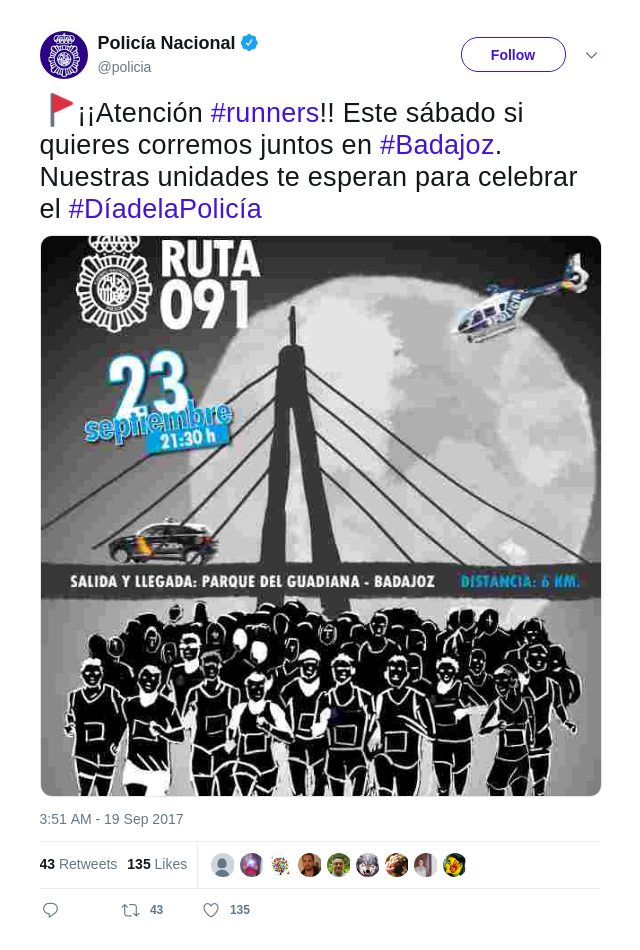 Policía Nacional
@policia
Follow
¡¡Atención #runners!! Este sábado si
quieres corremos juntos en #Badajoz.
Nuestras unidades te esperan para celebrar
el #DíadelaPolicía
RUTA
091
POLICIA
23
septiembre
21:30 h
SALIDA Y LLEGADA: PARQUE DEL GUADIANA - BADAJOZ DISTANCIA: 6 KM.
3:51 AM - 19 Sep 2017
43 Retweets 135 Likes
43 135